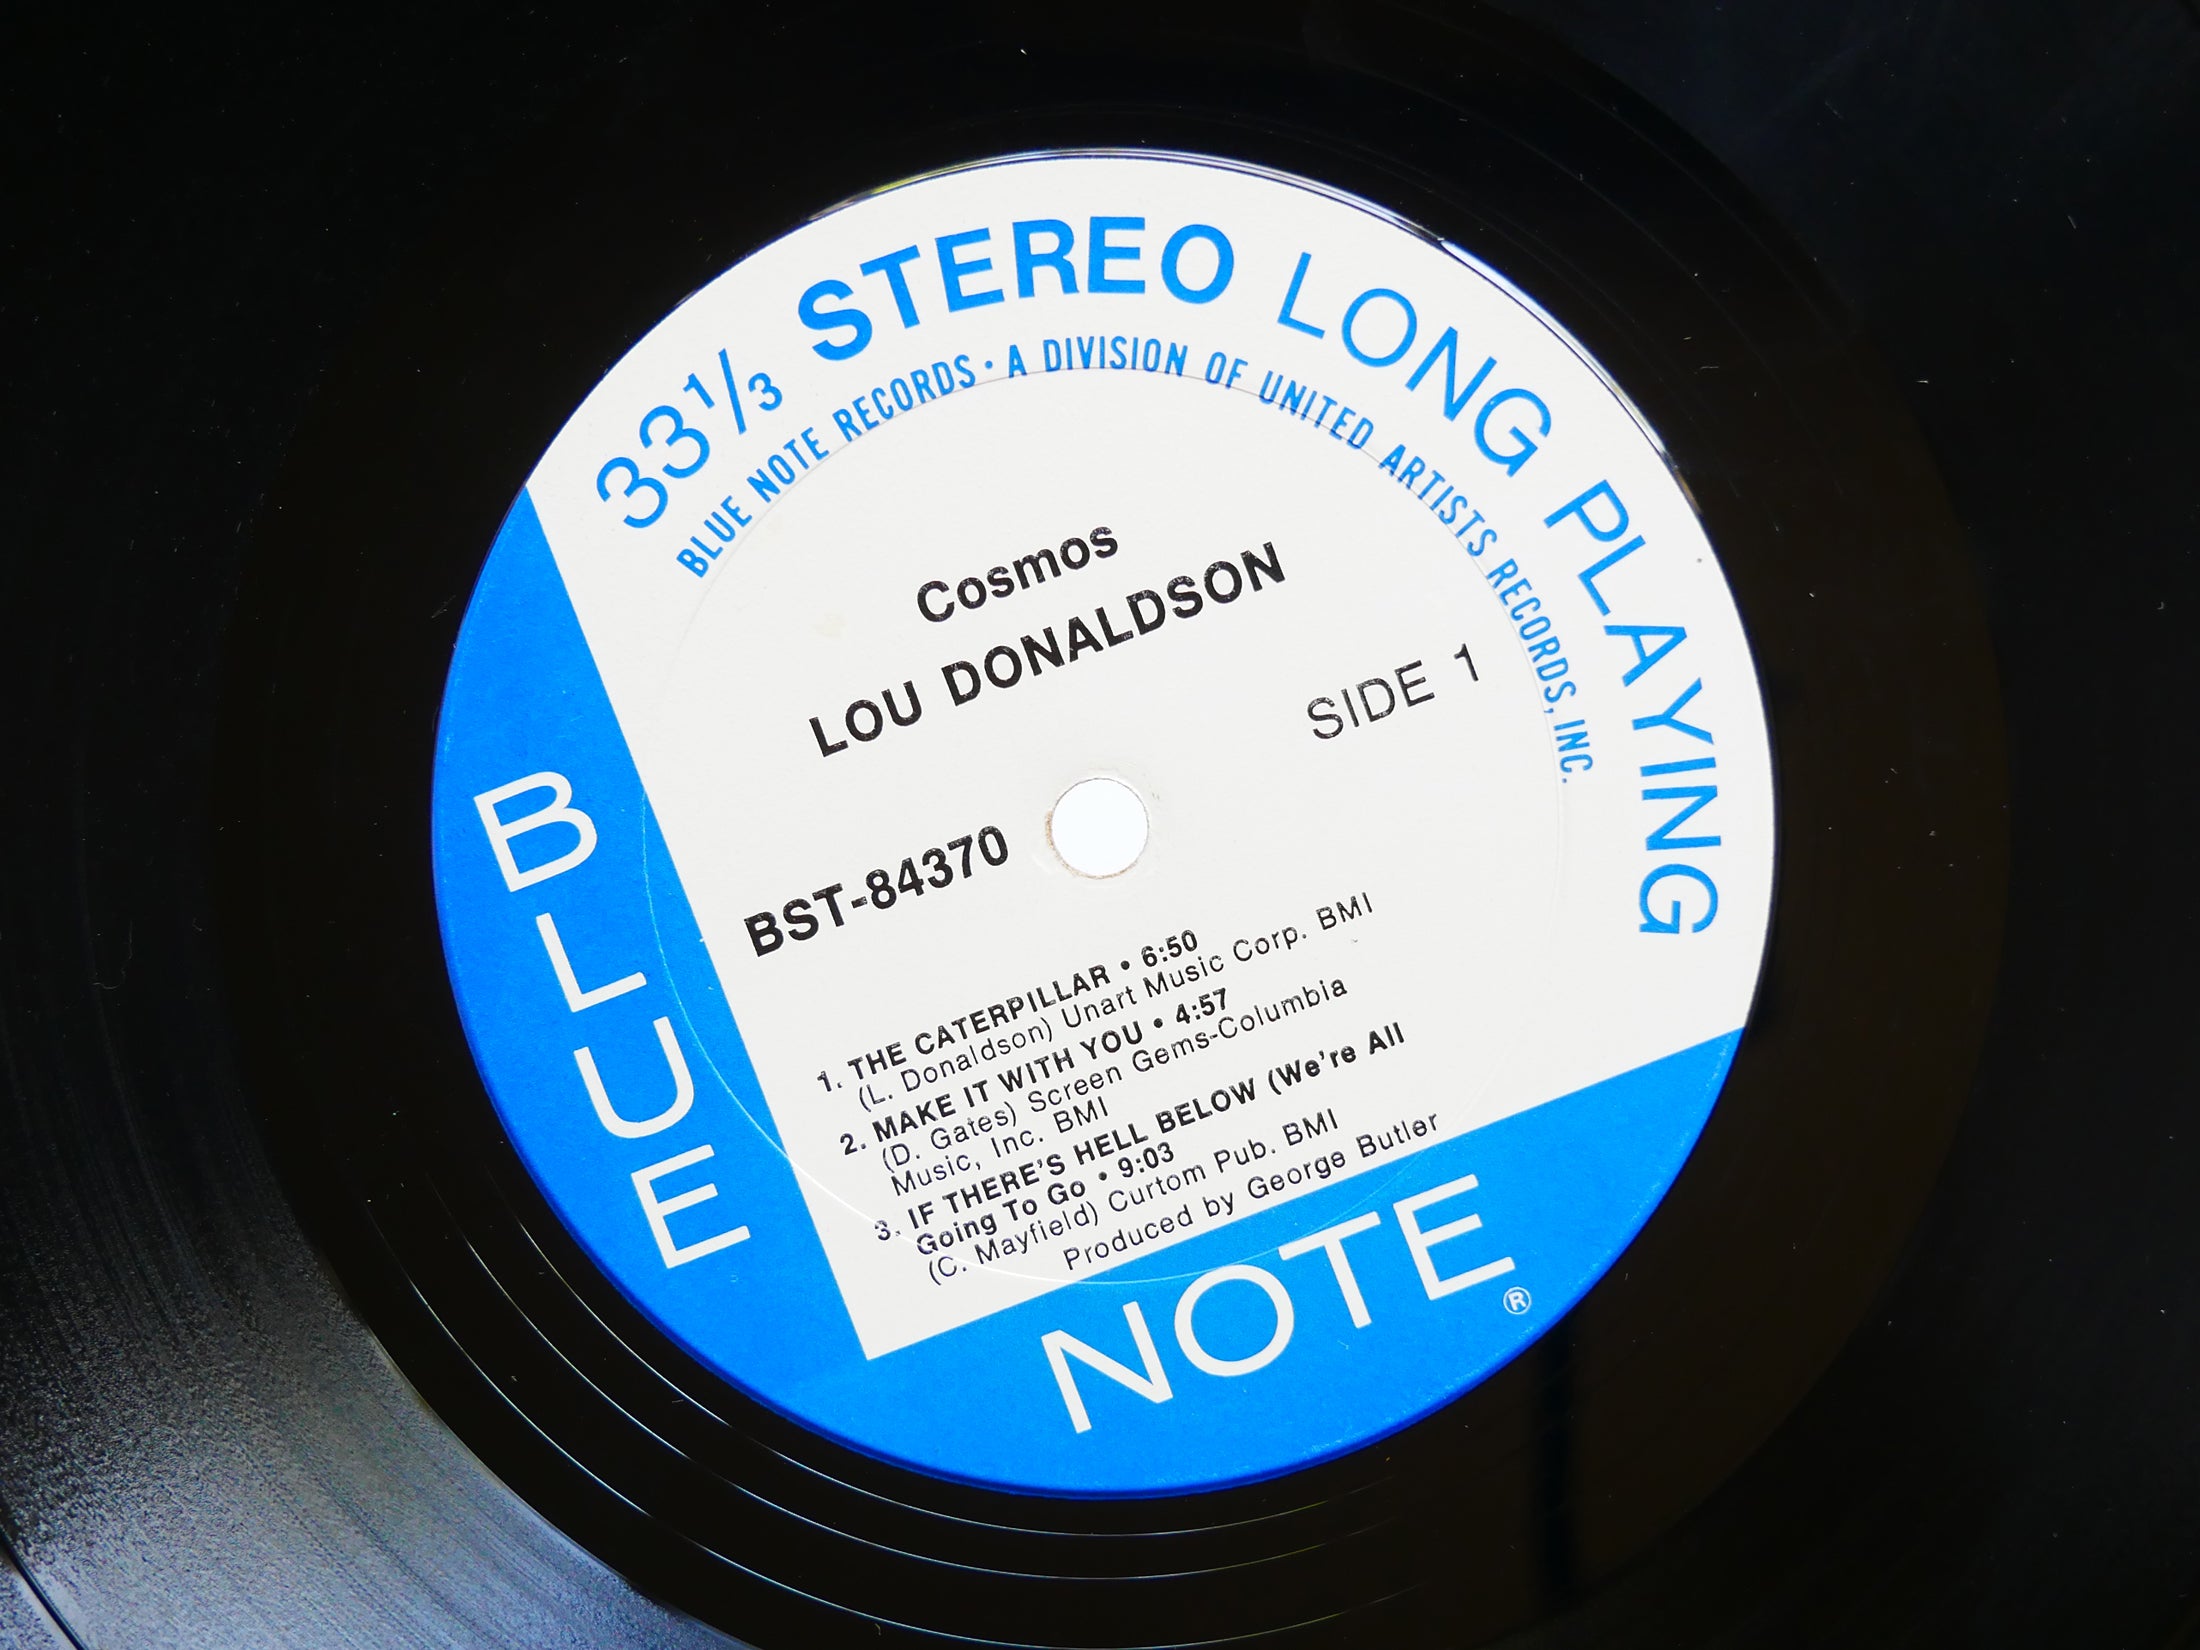 33 1/3 STEREO LONG PLAYING
BLUE NOTE RECORDS · A DIVISION OF UNITED ARTISTS RECORDS, INC.
Cosmos
LOU DONALDSON
SIDE 1
BST-84370
1. THE CATERPILLAR • 6:50
(L. Donaldson) Unart Music Corp. BMI
2. MAKE IT WITH YOU • 4:57
(D. Gates) Screen Gems-Columbia
Music, Inc. BMI
3. IF THERE'S HELL BELOW (We're All
Going To Go • 9:03
(C. Mayfield) Curtom Pub. BMI
Produced by George Butler
BLUE
NOTE ®